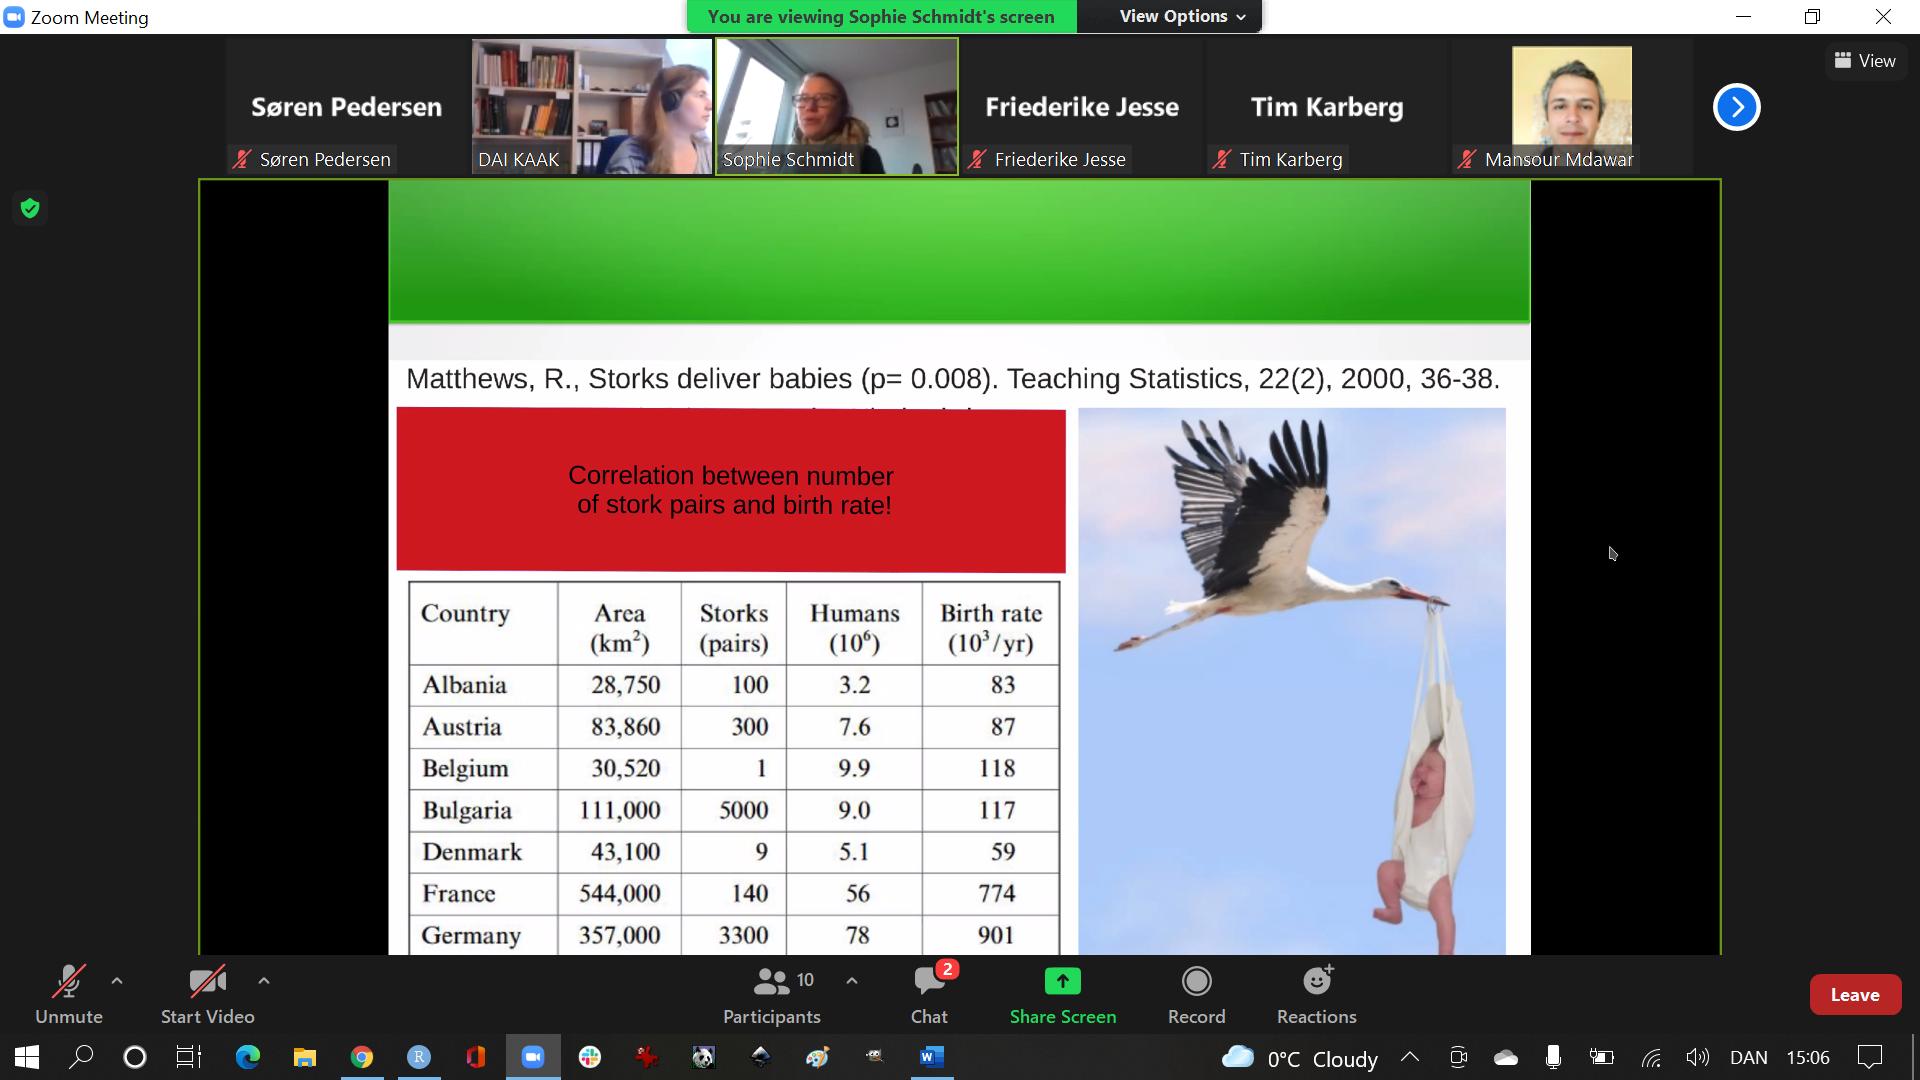 Zoom Meeting
You are viewing Sophie Schmidt's screen
View Options
View
Søren Pedersen
Friederike Jesse
Tim Karberg
Søren Pedersen
DAI KAAK
Sophie Schmidt
Friederike Jesse
Tim Karberg
Mansour Mdawar
Matthews, R., Storks deliver babies (p= 0.008). Teaching Statistics, 22(2), 2000, 36-38.
Correlation between number
of stork pairs and birth rate!
Country Area (km²) Storks (pairs) Humans (10⁶) Birth rate (10³/yr)
Albania 28,750 100 3.2 83
Austria 83,860 300 7.6 87
Belgium 30,520 1 9.9 118
Bulgaria 111,000 5000 9.0 117
Denmark 43,100 9 5.1 59
France 544,000 140 56 774
Germany 357,000 3300 78 901
Unmute
Start Video
10
Participants
2
Chat
Share Screen
Record
Reactions
Leave
R
W
0°C Cloudy
DAN
15:06